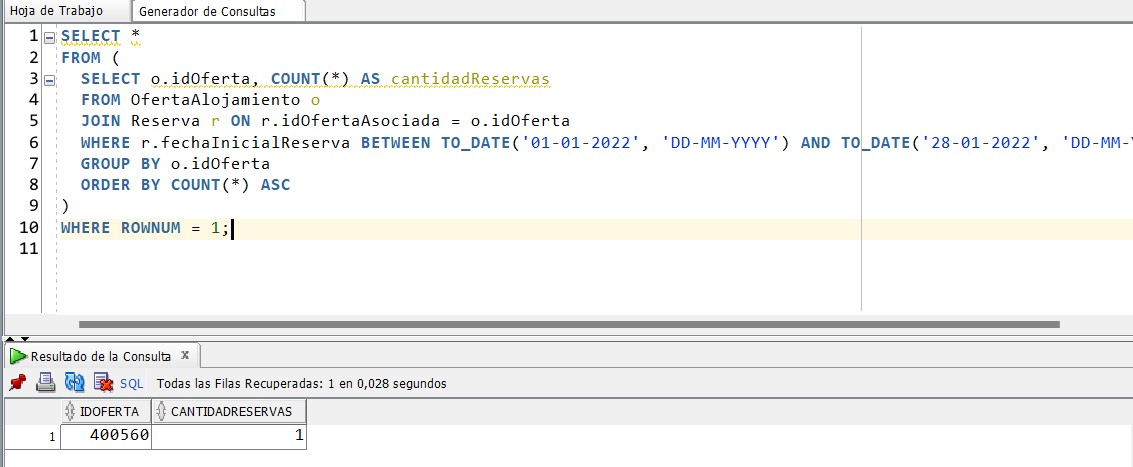 Hoja de Trabajo Generador de Consultas
1 SELECT *
2 FROM (
3 SELECT o.idOferta, COUNT(*) AS cantidadReservas
4 FROM OfertaAlojamiento o
5 JOIN Reserva r ON r.idOfertaAsociada = o.idOferta
6 WHERE r.fechaInicialReserva BETWEEN TO_DATE('01-01-2022', 'DD-MM-YYYY') AND TO_DATE('28-01-2022', 'DD-MM-
7 GROUP BY o.idOferta
8 ORDER BY COUNT(*) ASC
9 )
10 WHERE ROWNUM = 1;
11
Resultado de la Consulta x
SQL Todas las Filas Recuperadas: 1 en 0,028 segundos
IDOFERTA CANTIDADRESERVAS
1 400560 1